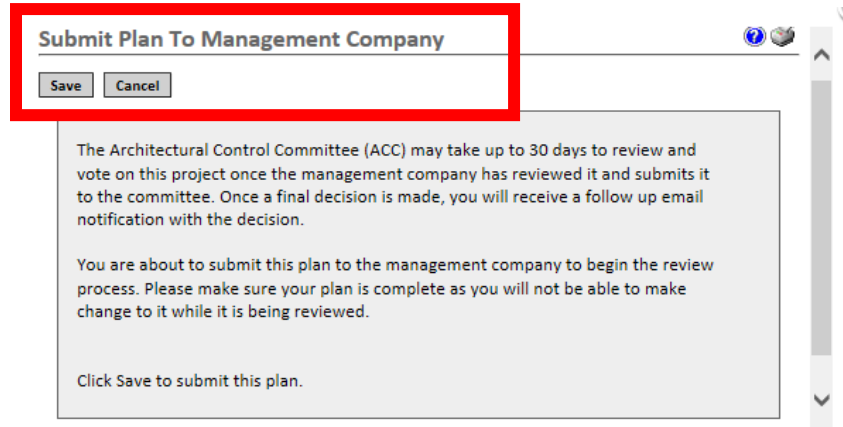 Submit Plan To Management Company
Save Cancel
The Architectural Control Committee (ACC) may take up to 30 days to review and
vote on this project once the management company has reviewed it and submits it
to the committee. Once a final decision is made, you will receive a follow up email
notification with the decision.
You are about to submit this plan to the management company to begin the review
process. Please make sure your plan is complete as you will not be able to make
change to it while it is being reviewed.
Click Save to submit this plan.